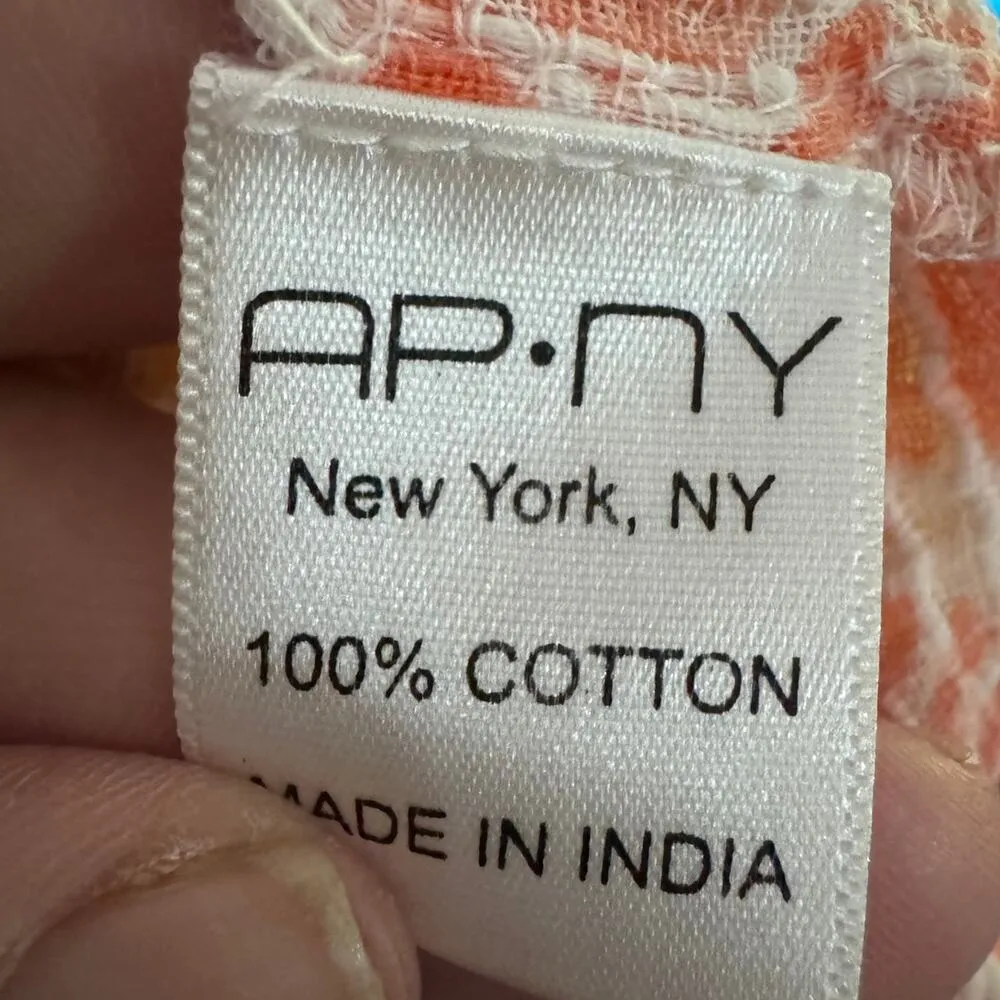 AP·NY
New York, NY
100% COTTON
MADE IN INDIA